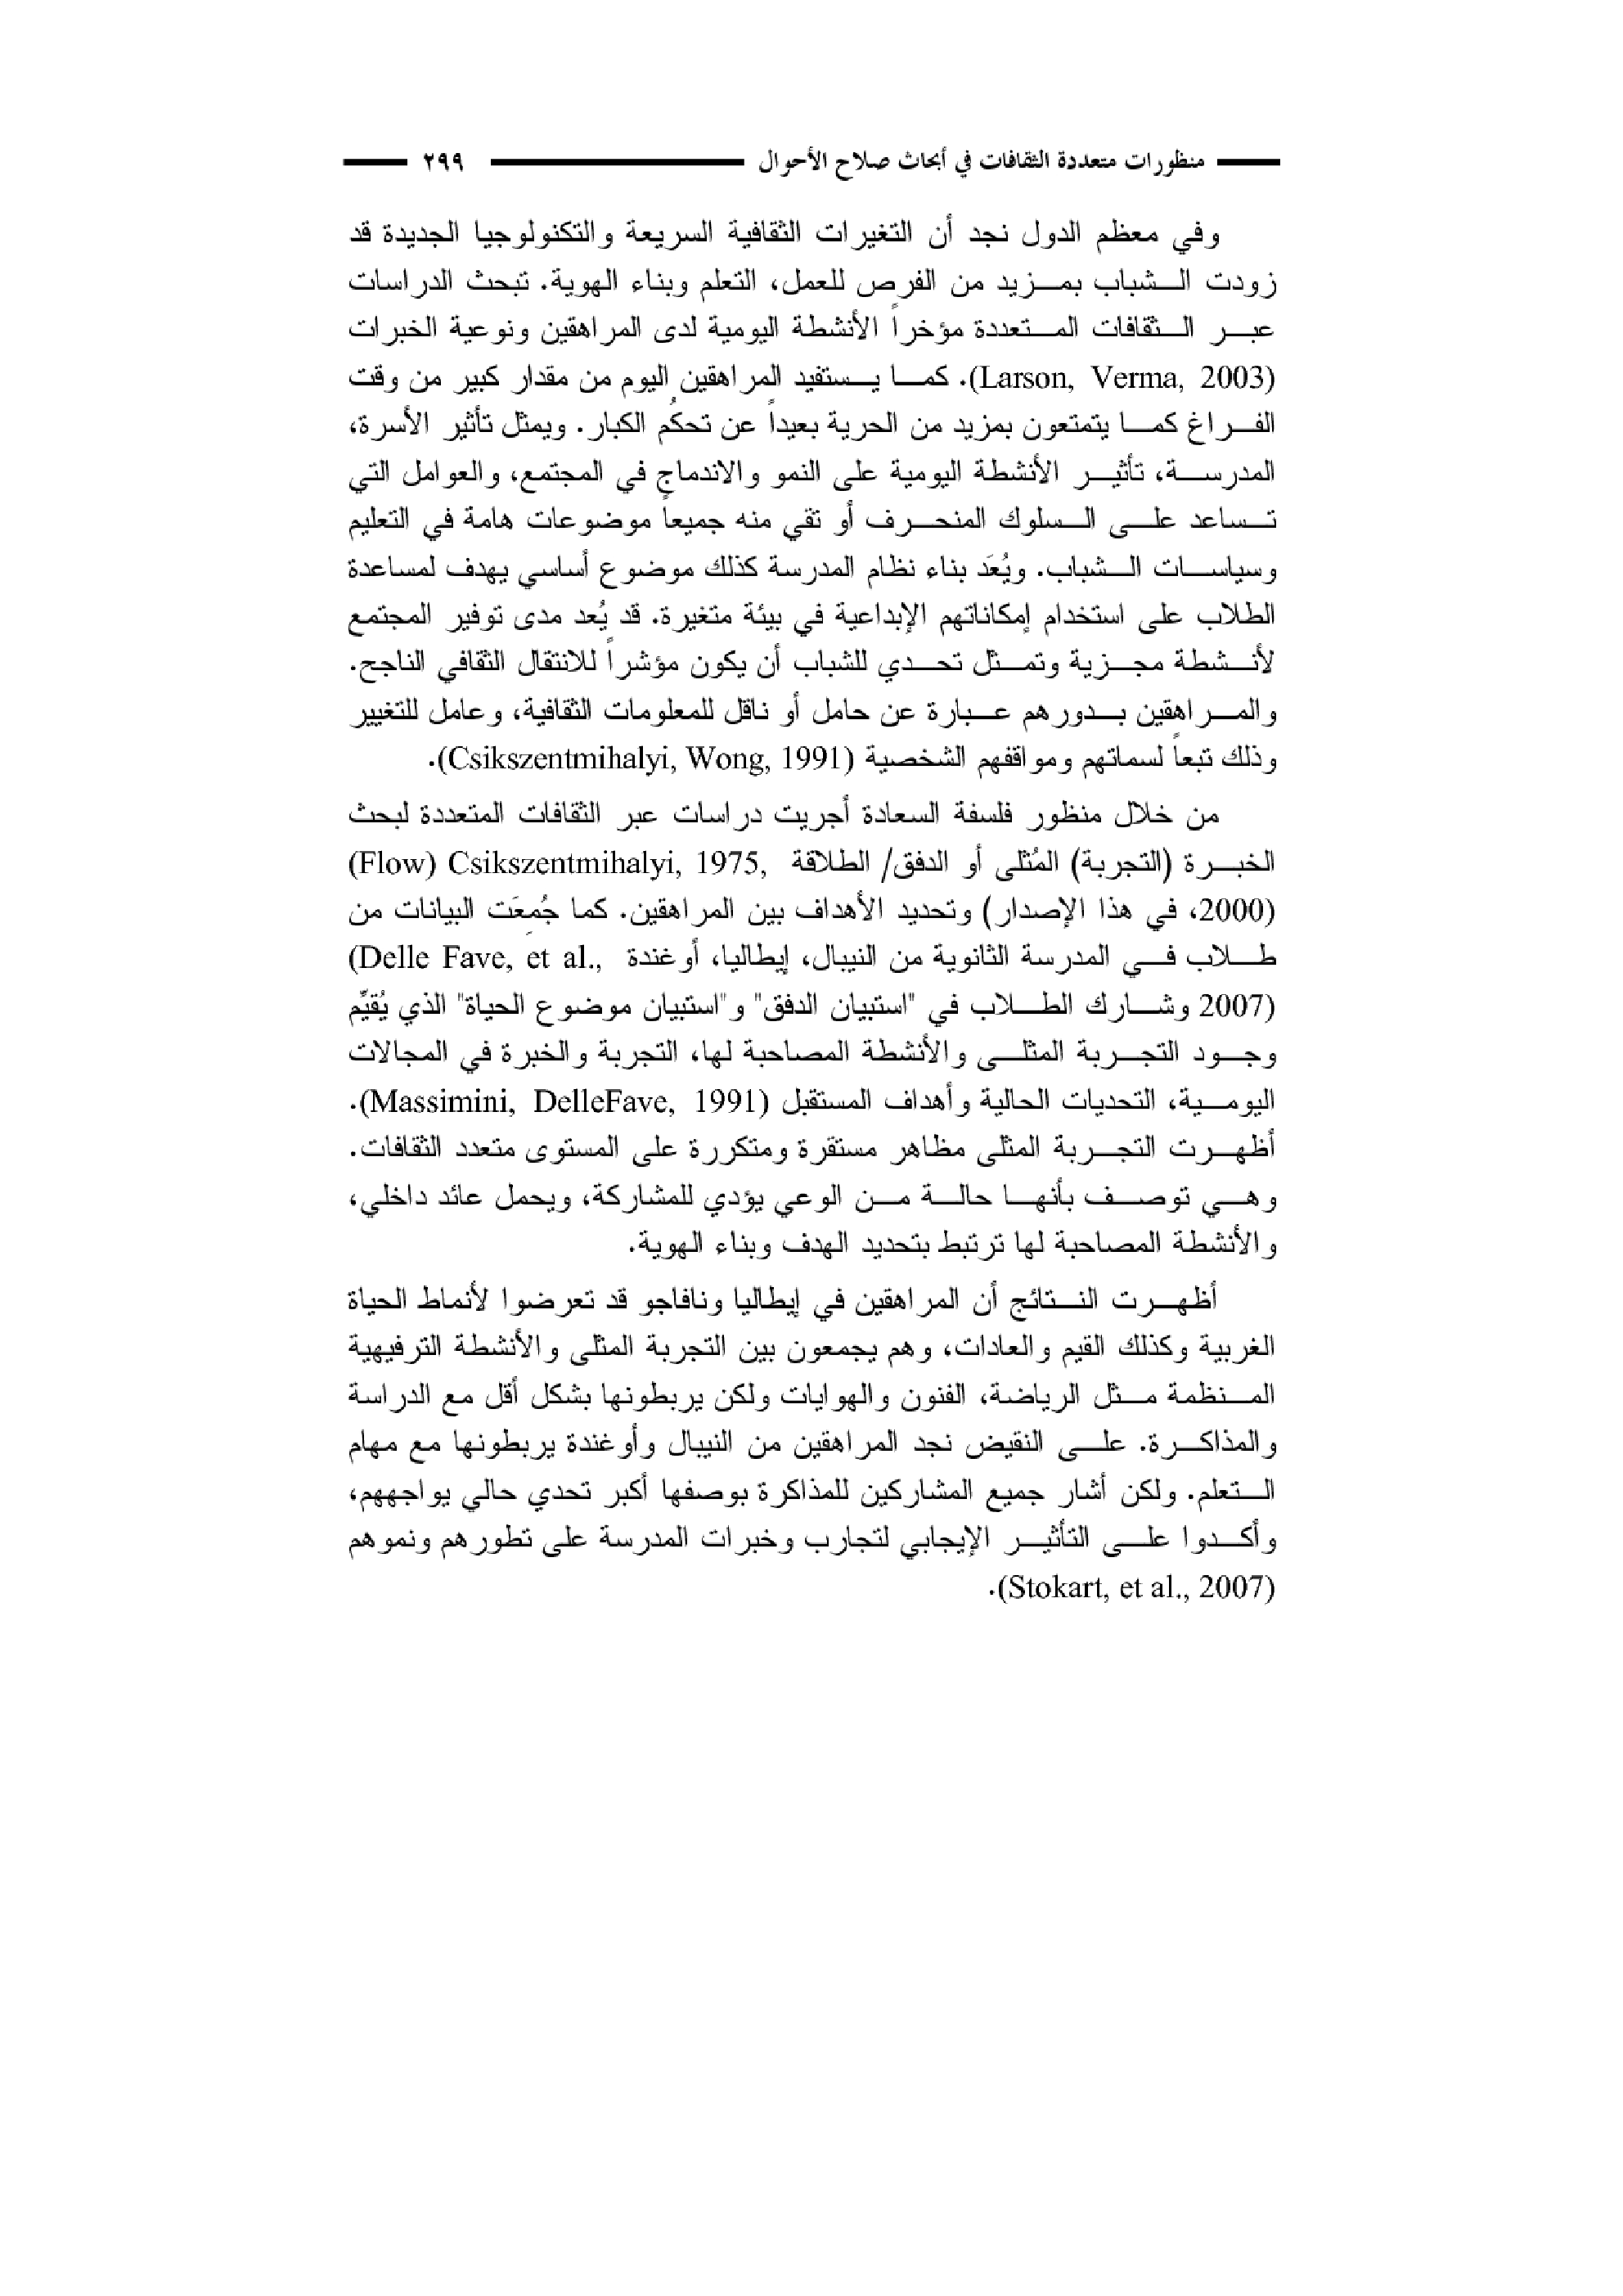 منظورات متعددة الثقافات في أبحاث صلاح الأحوال ٢٩٩
وفي معظم الدول نجد أن التغيرات الثقافية السريعة والتكنولوجيا الجديدة قد
زودت الشباب بمزيد من الفرص للعمل، التعلم وبناء الهوية. تبحث الدراسات
عبر الثقافات المتعددة مؤخراً الأنشطة اليومية لدى المراهقين ونوعية الخبرات
(Larson, Verma, 2003). كما يستفيد المراهقين اليوم من مقدار كبير من وقت
الفراغ كما يتمتعون بمزيد من الحرية بعيداً عن تحكُم الكبار. ويمثل تأثير الأسرة،
المدرسة، تأثير الأنشطة اليومية على النمو والاندماج في المجتمع، والعوامل التي
تساعد على السلوك المنحرف أو تقي منه جميعاً موضوعات هامة في التعليم
وسياسات الشباب. ويُعَد بناء نظام المدرسة كذلك موضوع أساسي يهدف لمساعدة
الطلاب على استخدام إمكاناتهم الإبداعية في بيئة متغيرة. قد يُعد مدى توفير المجتمع
لأنشطة مجزية وتمثل تحدي للشباب أن يكون مؤشراً للانتقال الثقافي الناجح.
والمراهقين بدورهم عبارة عن حامل أو ناقل للمعلومات الثقافية، وعامل للتغيير
وذلك تبعاً لسماتهم ومواقفهم الشخصية (Csikszentmihalyi, Wong, 1991).
من خلال منظور فلسفة السعادة أجريت دراسات عبر الثقافات المتعددة لبحث
الخبرة (التجربة) المُثلى أو الدفق/ الطلاقة (Flow) Csikszentmihalyi, 1975,
2000، في هذا الإصدار) وتحديد الأهداف بين المراهقين. كما جُمِعَت البيانات من
طلاب في المدرسة الثانوية من النيبال، إيطاليا، أوغندة (Delle Fave, et al.,
2007) وشارك الطلاب في "استبيان الدفق" و"استبيان موضوع الحياة" الذي يُقيِّم
وجود التجربة المثلى والأنشطة المصاحبة لها، التجربة والخبرة في المجالات
اليومية، التحديات الحالية وأهداف المستقبل (Massimini, DelleFave, 1991).
أظهرت التجربة المثلى مظاهر مستقرة ومتكررة على المستوى متعدد الثقافات.
وهي توصف بأنها حالة من الوعي يؤدي للمشاركة، ويحمل عائد داخلي،
والأنشطة المصاحبة لها ترتبط بتحديد الهدف وبناء الهوية.
أظهرت النتائج أن المراهقين في إيطاليا ونافاجو قد تعرضوا لأنماط الحياة
الغربية وكذلك القيم والعادات، وهم يجمعون بين التجربة المثلى والأنشطة الترفيهية
المنظمة مثل الرياضة، الفنون والهوايات ولكن يربطونها بشكل أقل مع الدراسة
والمذاكرة. على النقيض نجد المراهقين من النيبال وأوغندة يربطونها مع مهام
التعلم. ولكن أشار جميع المشاركين للمذاكرة بوصفها أكبر تحدي حالي يواجههم،
وأكدوا على التأثير الإيجابي لتجارب وخبرات المدرسة على تطورهم ونموهم
(Stokart, et al., 2007).